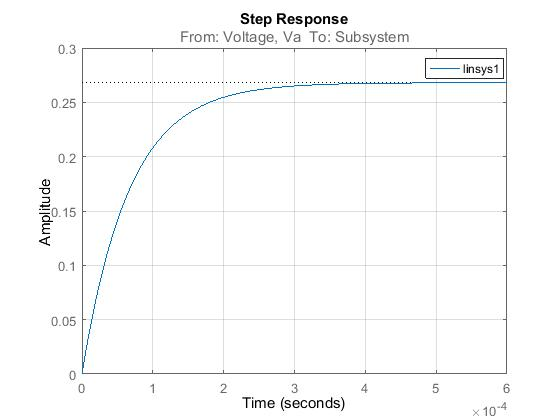 Step Response
From: Voltage, Va To: Subsystem
0.3
linsys1
0.25
0.2
0.15
0.1
0.05
0
Amplitude
0 1 2 3 4 5 6
Time (seconds)
×10⁻⁴